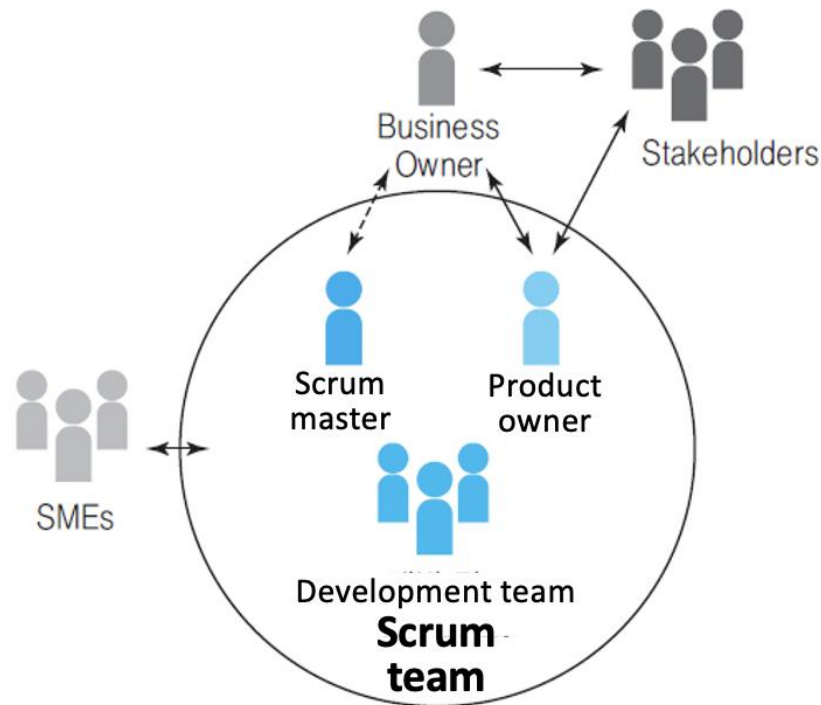 Business
Owner
Stakeholders
Scrum
master
Product
owner
SMEs
Development team
Scrum
team